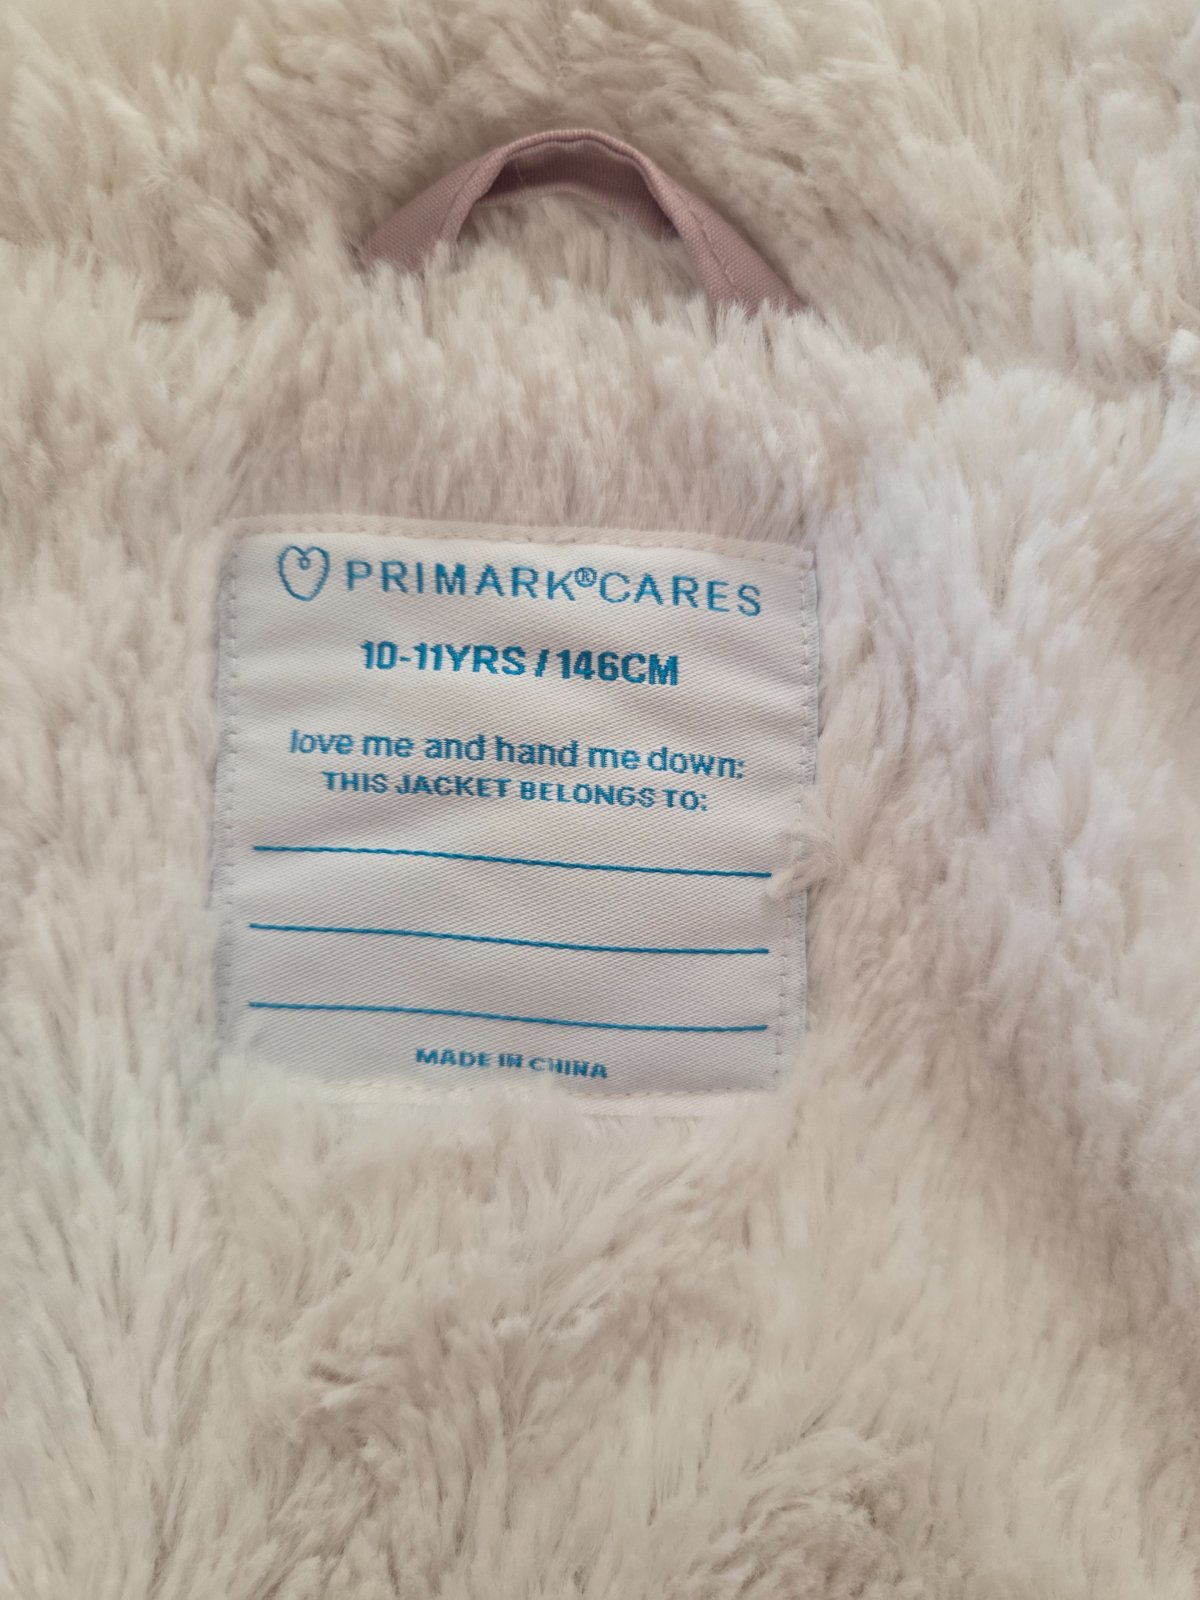 PRIMARK®CARES
10-11YRS / 146CM
love me and hand me down:
THIS JACKET BELONGS TO:
MADE IN CHINA